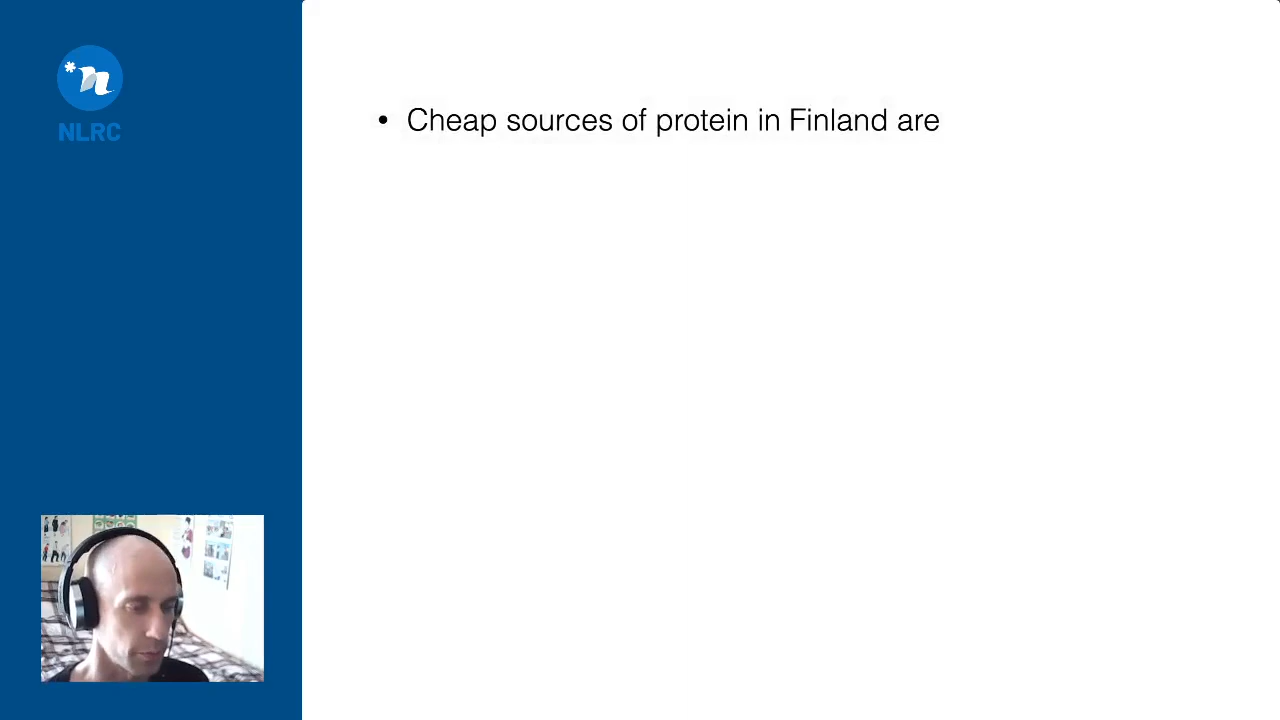 NLRC
• Cheap sources of protein in Finland are